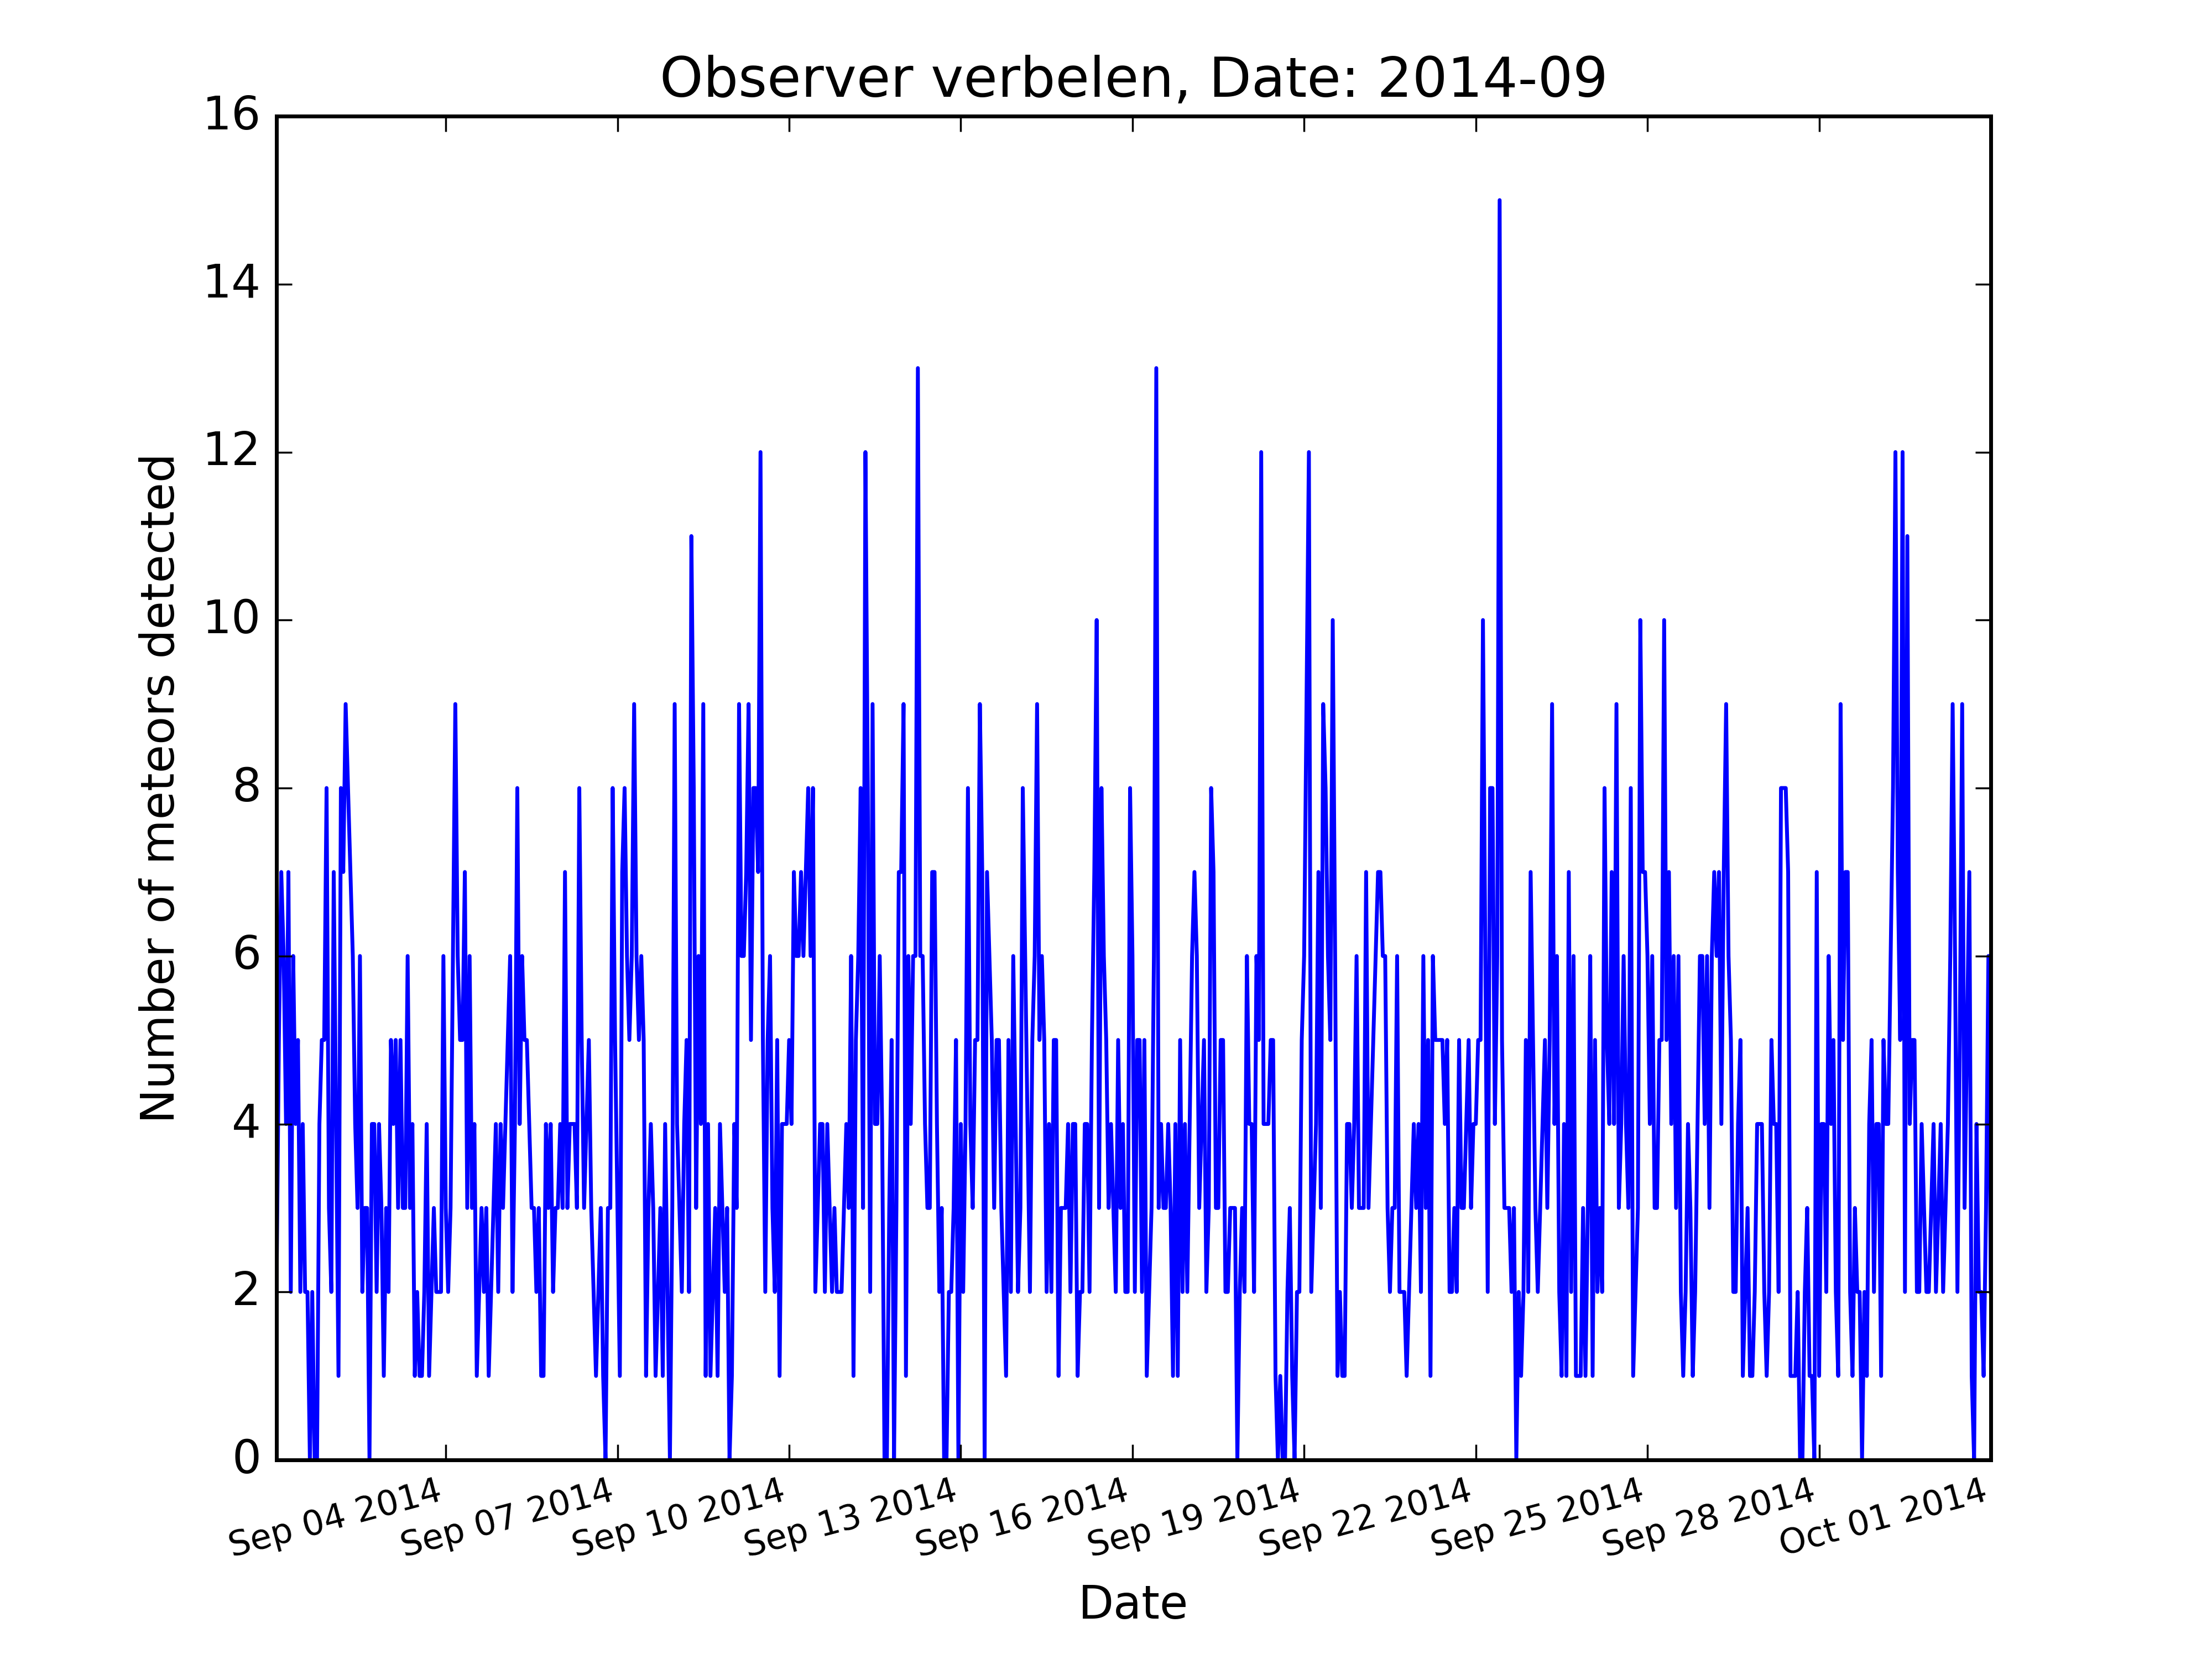 Observer verbelen, Date: 2014-09
16
14
12
10
8
6
4
2
0
Number of meteors detected
Sep 04 2014
Sep 07 2014
Sep 10 2014
Sep 13 2014
Sep 16 2014
Sep 19 2014
Sep 22 2014
Sep 25 2014
Sep 28 2014
Oct 01 2014
Date